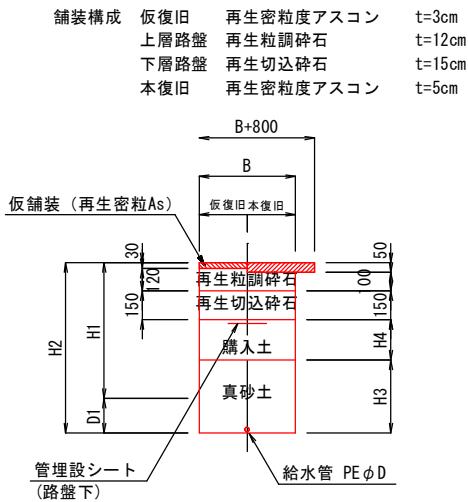 舗装構成 仮復旧 再生密粒度アスコン t=3cm
上層路盤 再生粒調砕石 t=12cm
下層路盤 再生切込砕石 t=15cm
本復旧 再生密粒度アスコン t=5cm
B+800
B
仮復旧 本復旧
仮舗装(再生密粒As)
30
50
120
再生粒調砕石
100
150
再生切込砕石
150
H2
H1
購入土
H4
真砂土
D1
H3
管埋設シート
(路盤下)
給水管 PEφD